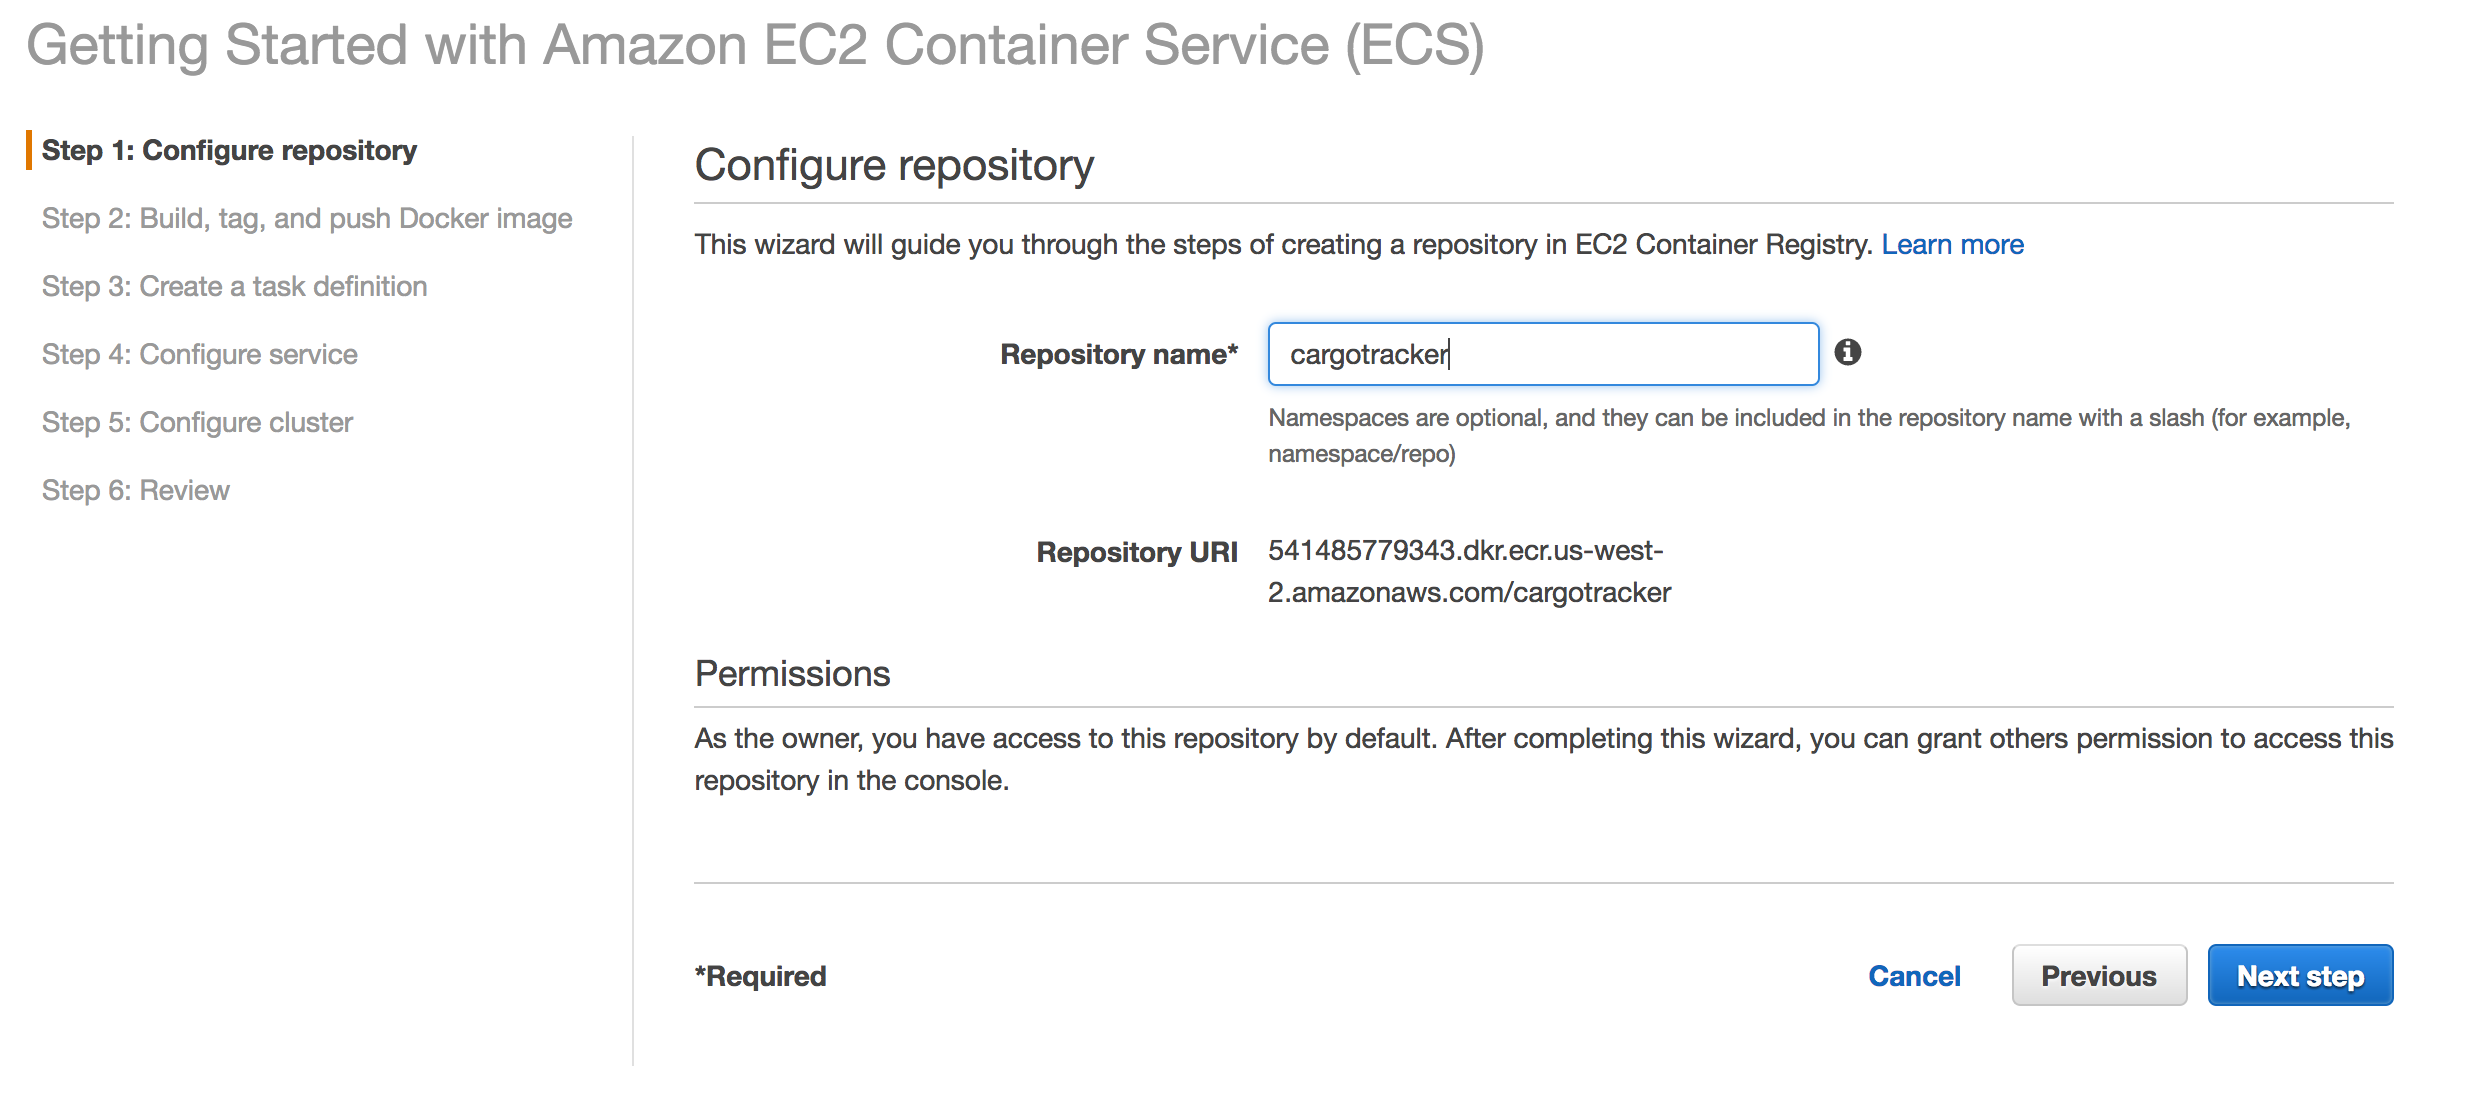 Getting Started with Amazon EC2 Container Service (ECS)
Step 1: Configure repository
Step 2: Build, tag, and push Docker image
Step 3: Create a task definition
Step 4: Configure service
Step 5: Configure cluster
Step 6: Review
Configure repository
This wizard will guide you through the steps of creating a repository in EC2 Container Registry. Learn more
Repository name* cargotracker
Namespaces are optional, and they can be included in the repository name with a slash (for example,
namespace/repo)
Repository URI 541485779343.dkr.ecr.us-west-
2.amazonaws.com/cargotracker
Permissions
As the owner, you have access to this repository by default. After completing this wizard, you can grant others permission to access this
repository in the console.
*Required Cancel Previous Next step